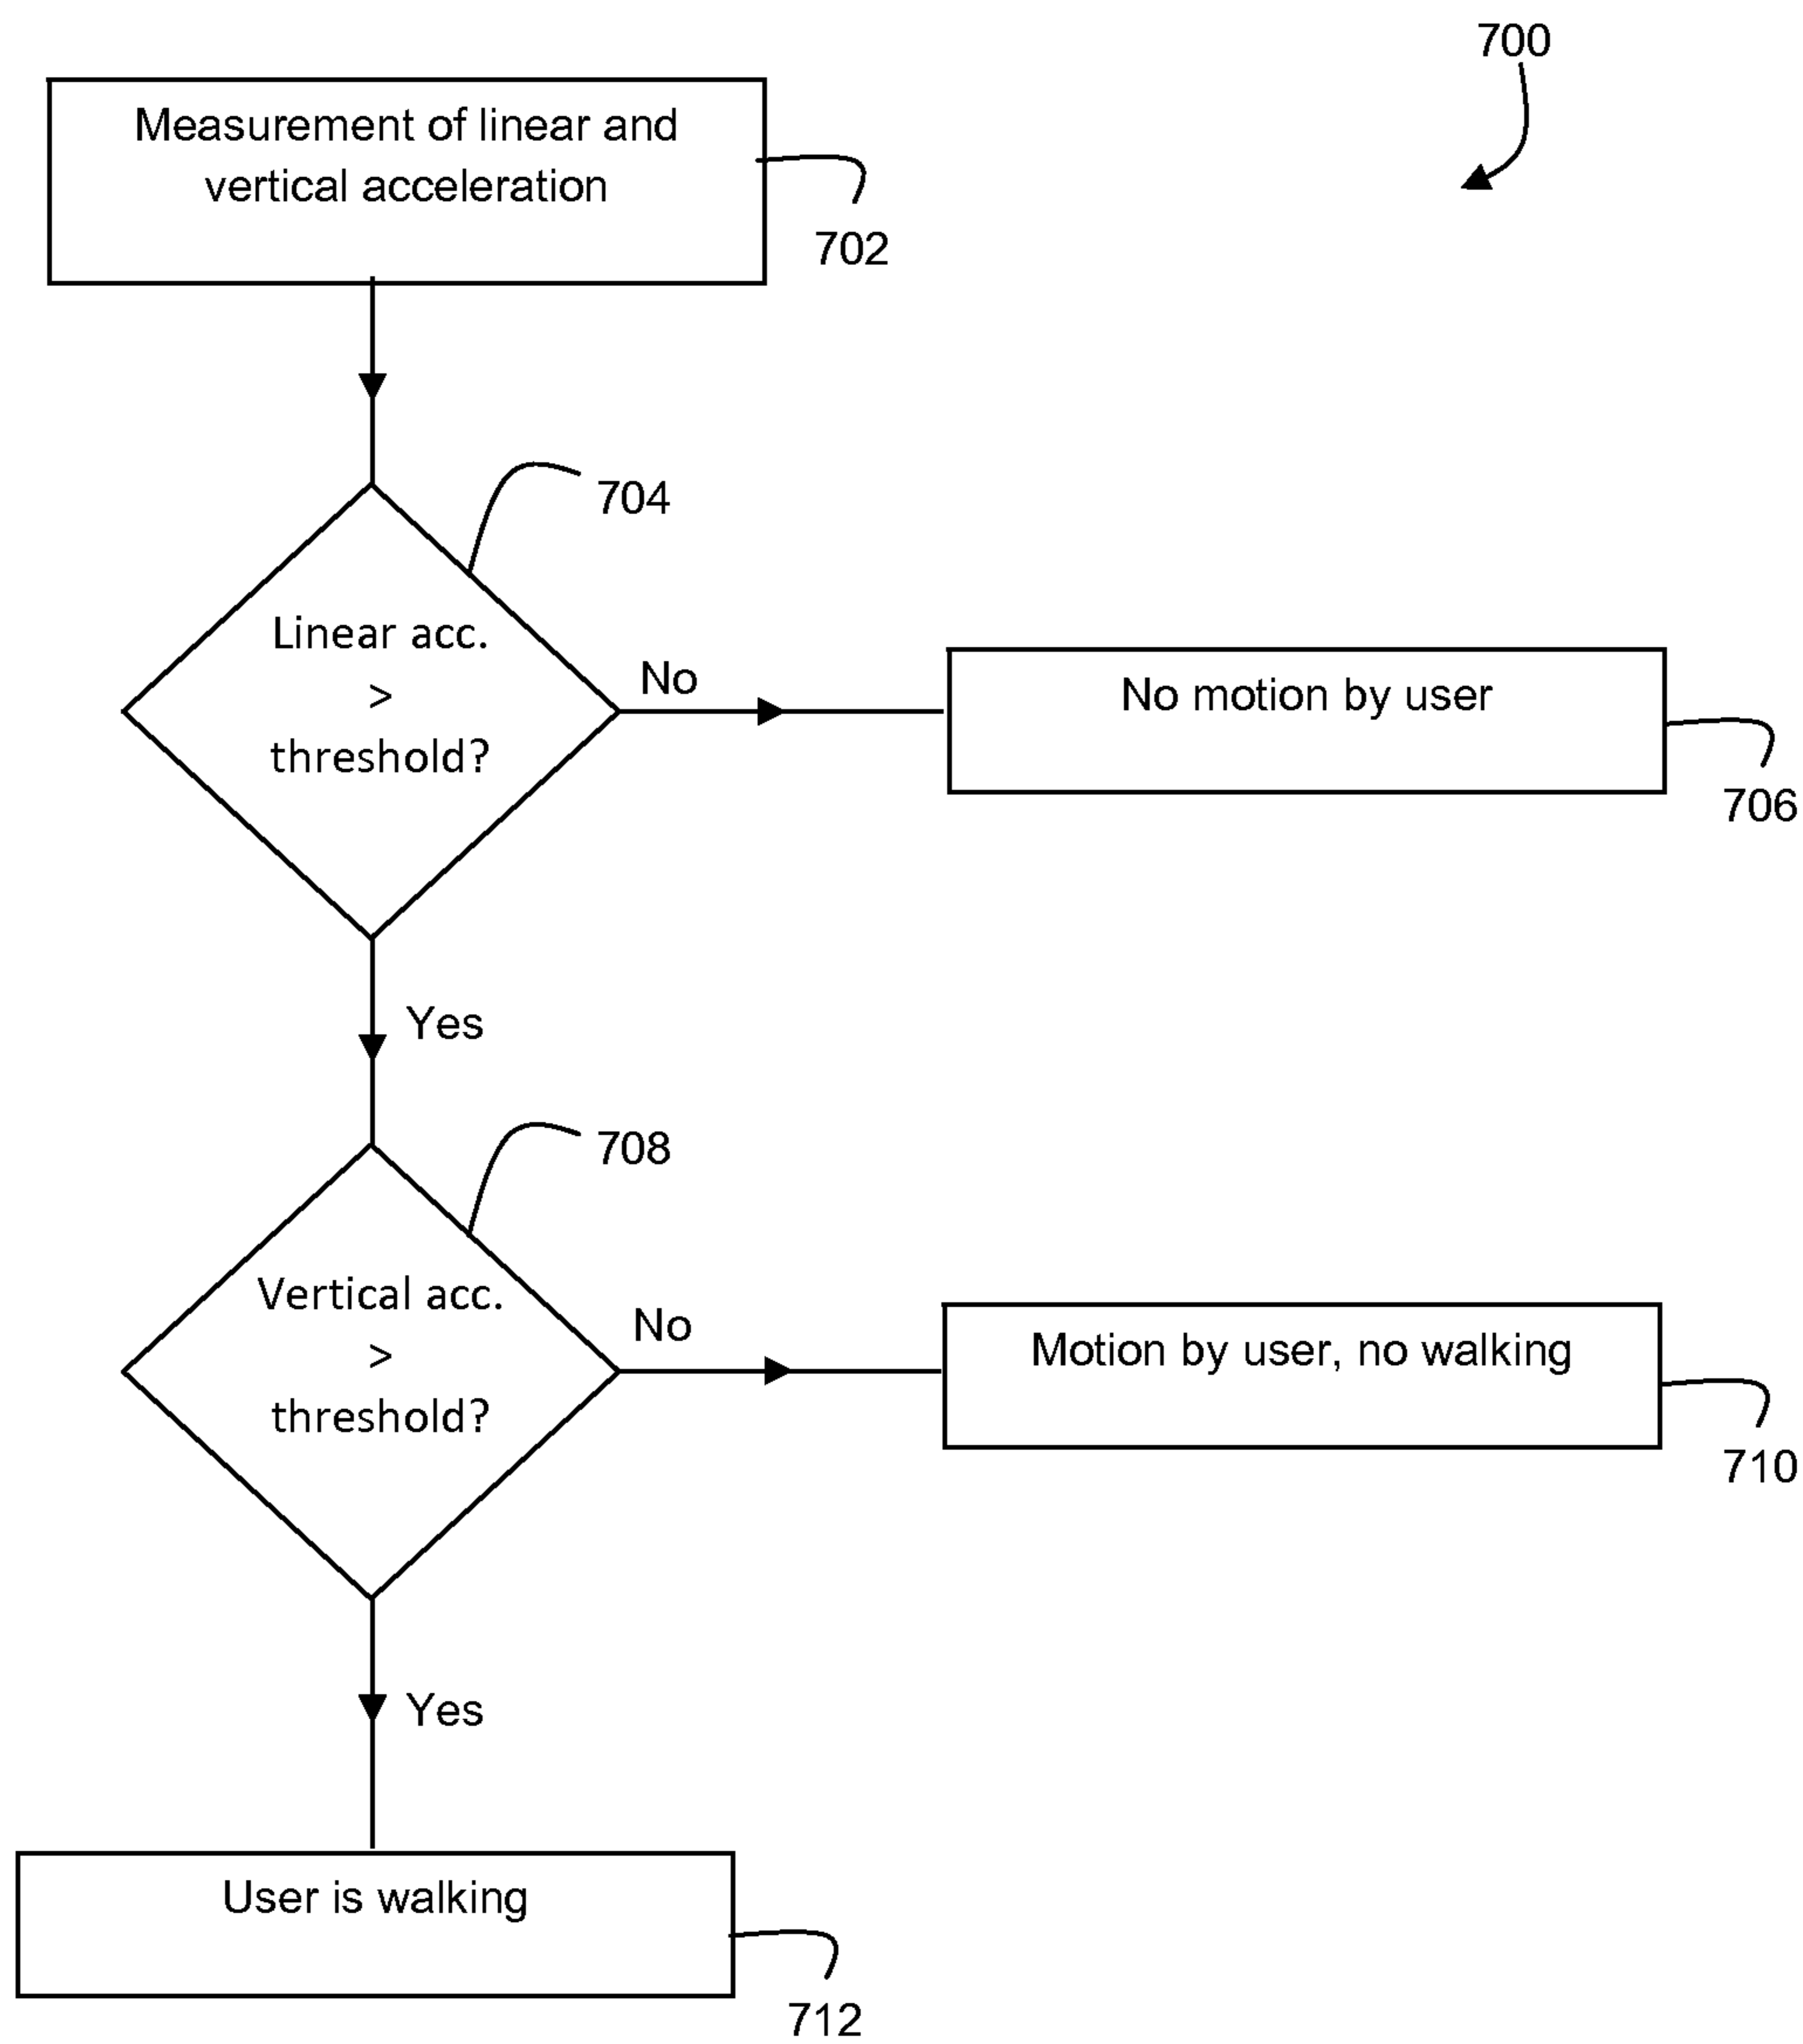 700
Measurement of linear and
vertical acceleration
702
704
Linear acc.
>
threshold?
No
No motion by user
706
Yes
708
Vertical acc.
>
threshold?
No
Motion by user, no walking
710
Yes
User is walking
712